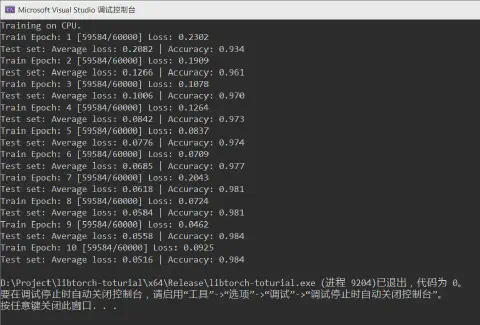 Microsoft Visual Studio 调试控制台
Training on CPU.
Train Epoch: 1 [59584/60000] Loss: 0.2302
Test set: Average loss: 0.2082 | Accuracy: 0.934
Train Epoch: 2 [59584/60000] Loss: 0.1909
Test set: Average loss: 0.1266 | Accuracy: 0.961
Train Epoch: 3 [59584/60000] Loss: 0.1078
Test set: Average loss: 0.1006 | Accuracy: 0.970
Train Epoch: 4 [59584/60000] Loss: 0.1264
Test set: Average loss: 0.0842 | Accuracy: 0.973
Train Epoch: 5 [59584/60000] Loss: 0.0837
Test set: Average loss: 0.0776 | Accuracy: 0.974
Train Epoch: 6 [59584/60000] Loss: 0.0709
Test set: Average loss: 0.0685 | Accuracy: 0.977
Train Epoch: 7 [59584/60000] Loss: 0.2043
Test set: Average loss: 0.0618 | Accuracy: 0.981
Train Epoch: 8 [59584/60000] Loss: 0.0724
Test set: Average loss: 0.0584 | Accuracy: 0.981
Train Epoch: 9 [59584/60000] Loss: 0.0462
Test set: Average loss: 0.0558 | Accuracy: 0.984
Train Epoch: 10 [59584/60000] Loss: 0.0925
Test set: Average loss: 0.0516 | Accuracy: 0.984
D:\Project\libtorch-toturial\x64\Release\libtorch-toturial.exe (进程 9204)已退出，代码为 0。
要在调试停止时自动关闭控制台，请启用“工具”->“选项”->“调试”->“调试停止时自动关闭控制台”。
按任意键关闭此窗口. . .